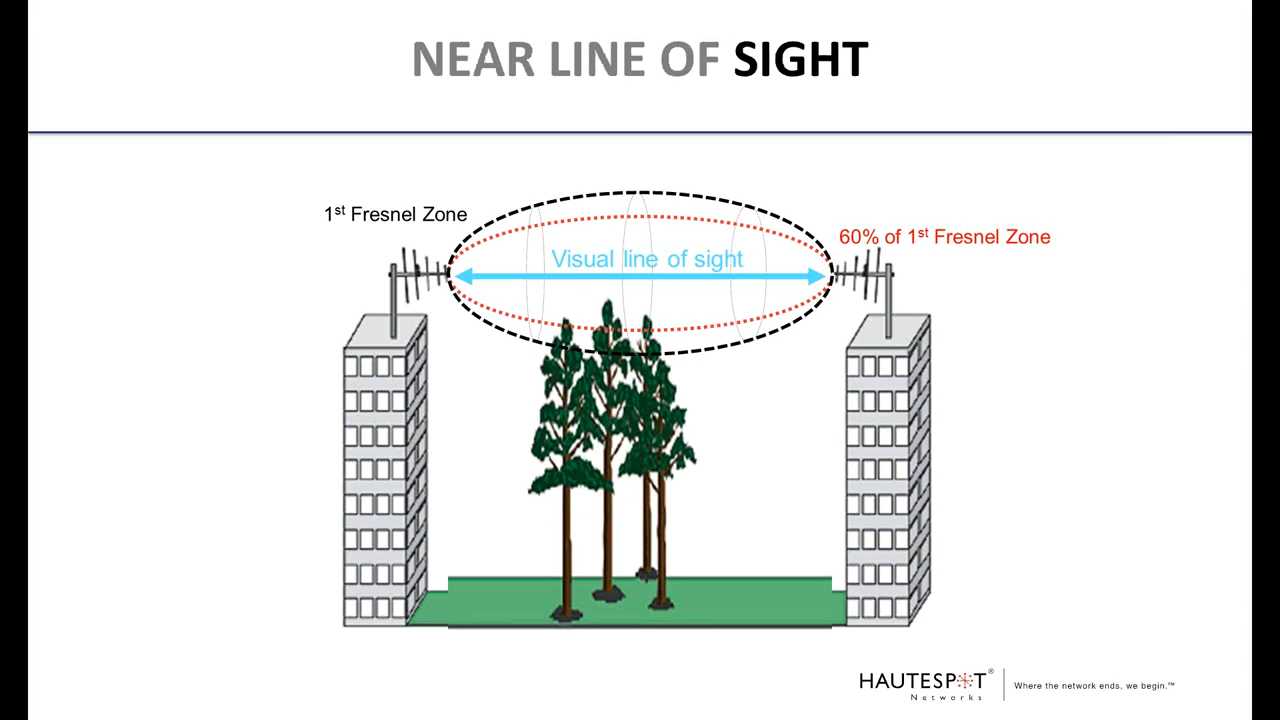 NEAR LINE OF SIGHT
1st Fresnel Zone
60% of 1st Fresnel Zone
Visual line of sight
HAUTESPOT®
Networks
Where the network ends, we begin.™